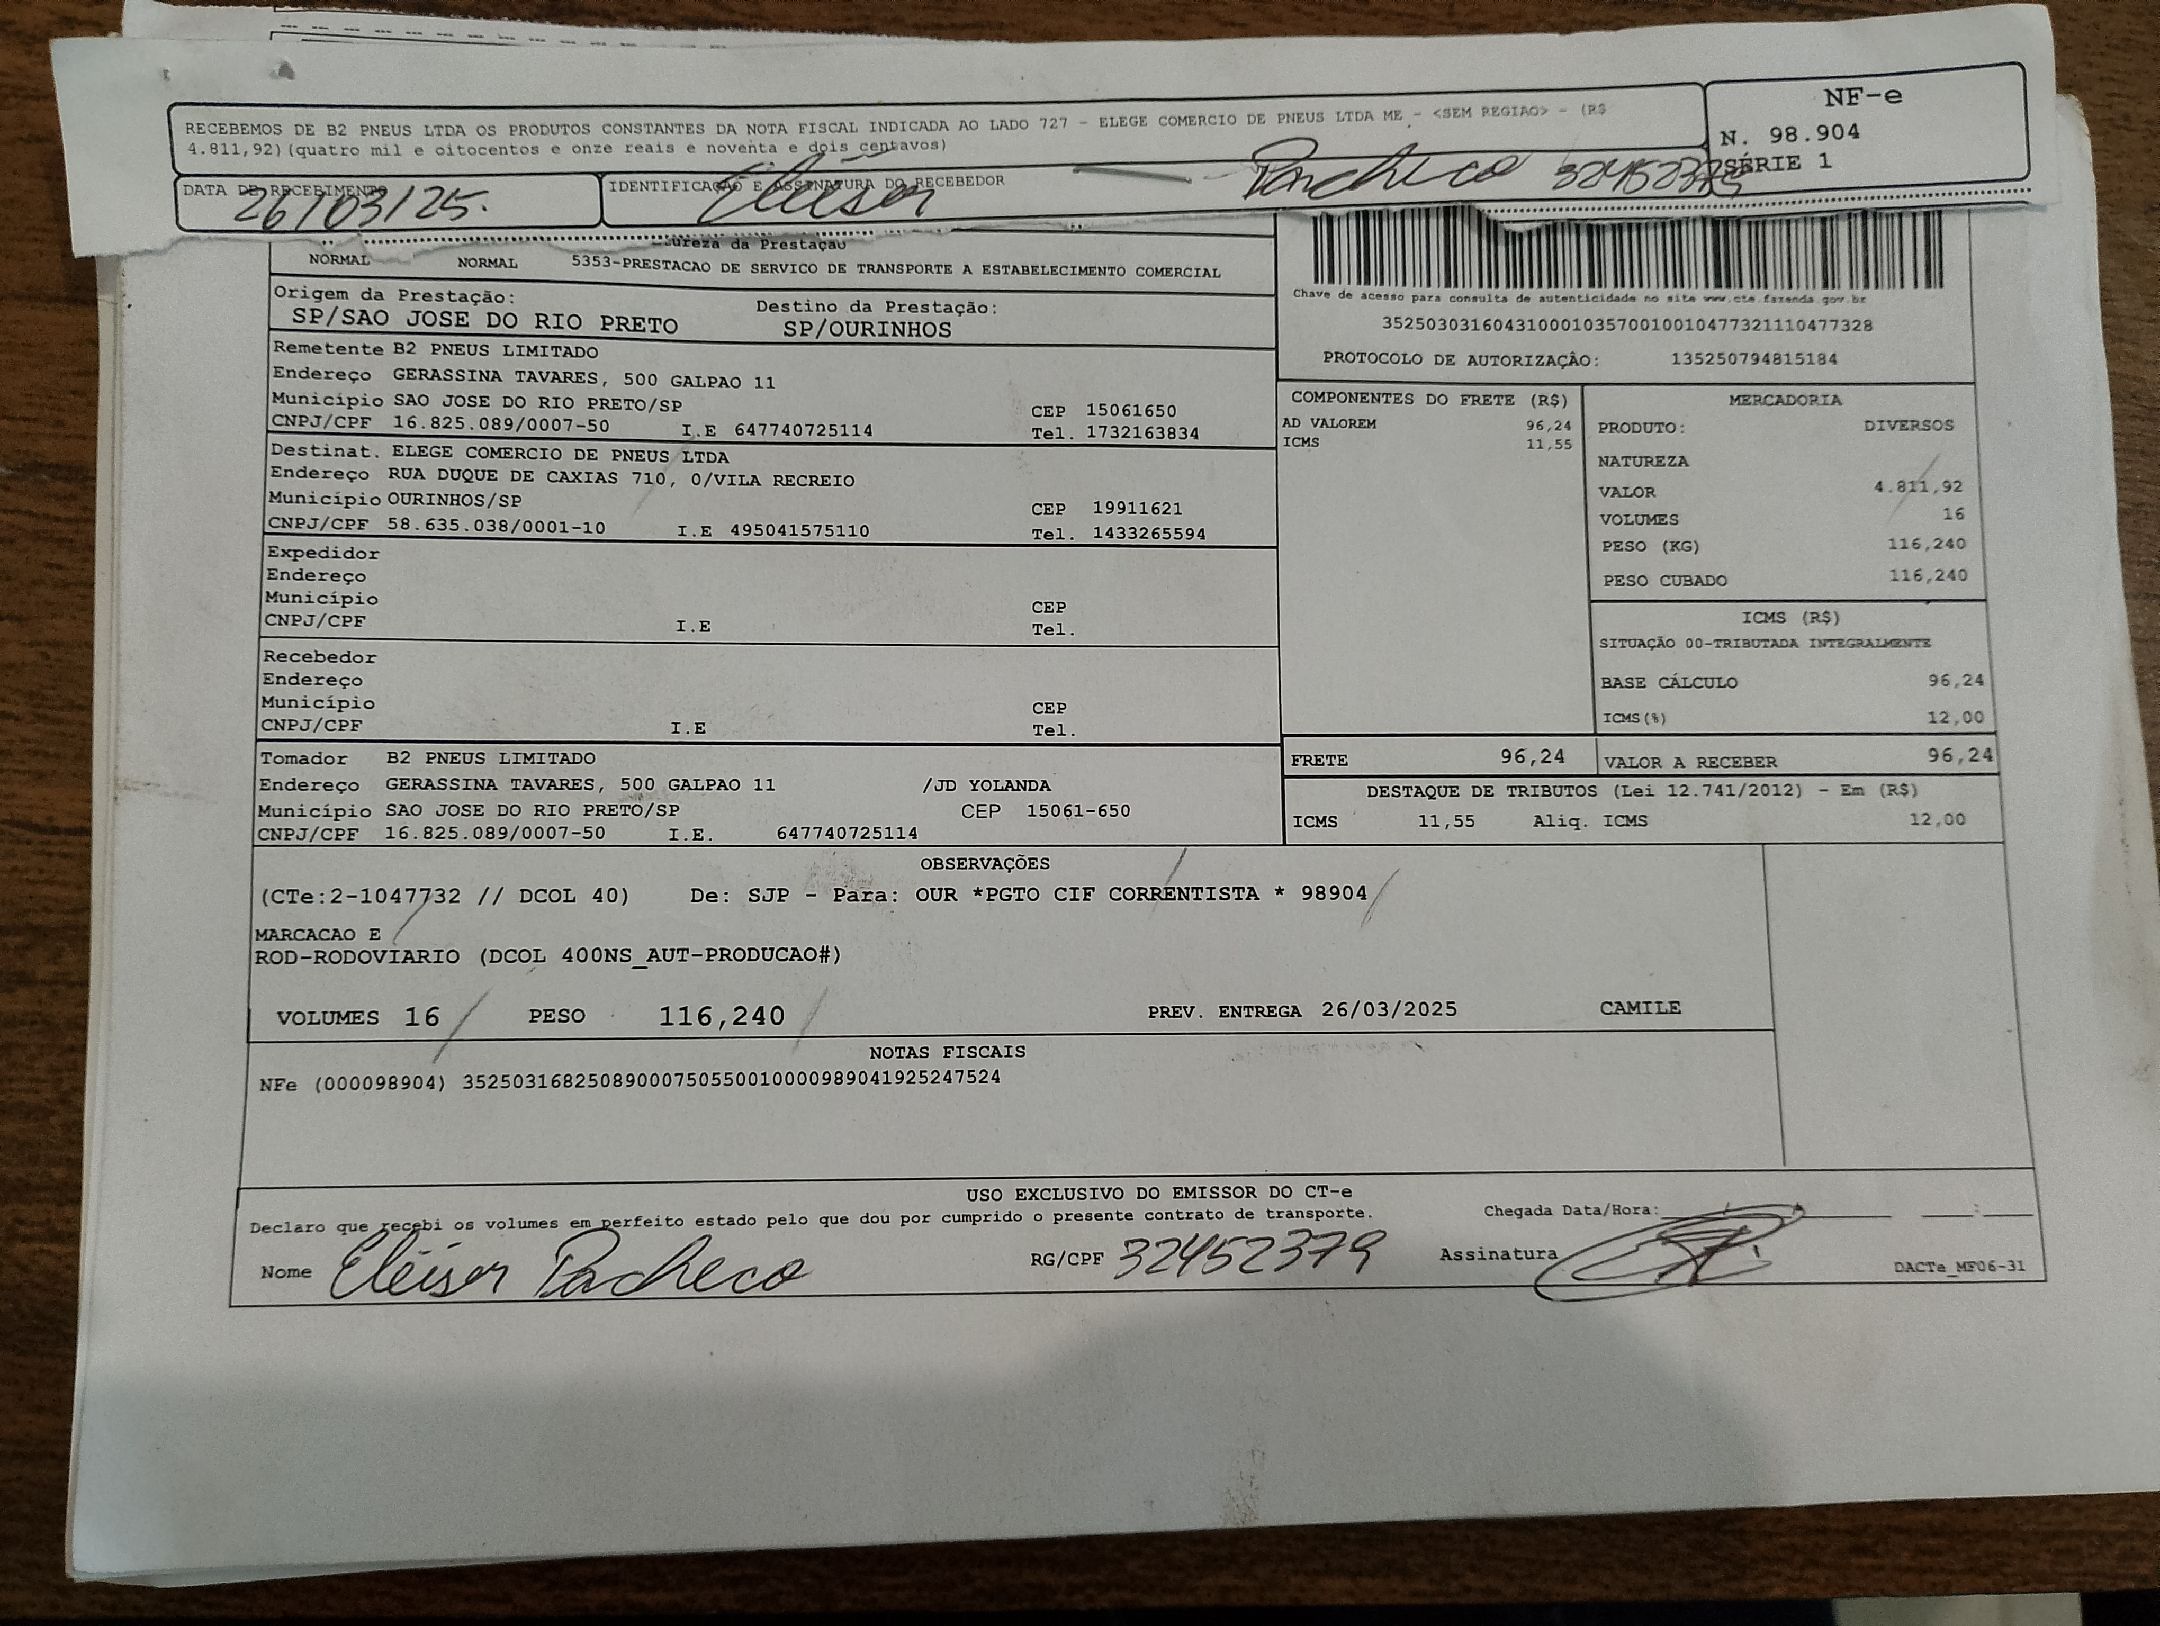 RECEBEMOS DE B2 PNEUS LTDA OS PRODUTOS CONSTANTES DA NOTA FISCAL INDICADA AO LADO 727 - ELEGE COMERCIO DE PNEUS LTDA ME - <SEM REGIAO> - (R$
4.811,92) (quatro mil e oitocentos e onze reais e noventa e dois centavos)
NF-e
N. 98.904
SÉRIE 1
DATA DE RECEBIMENTO
26/03/25.
IDENTIFICAÇÃO E ASSINATURA DO RECEBEDOR
Eleiser Pacheco 32452379
Natureza da Prestação
NORMAL NORMAL 5353-PRESTACAO DE SERVICO DE TRANSPORTE A ESTABELECIMENTO COMERCIAL
Origem da Prestação: Destino da Prestação:
SP/SAO JOSE DO RIO PRETO SP/OURINHOS
Chave de acesso para consulta de autenticidade no site www.cte.fazenda.gov.br
35250303160431000103570010010477321110477328
PROTOCOLO DE AUTORIZAÇÂO: 135250794815184
Remetente B2 PNEUS LIMITADO
Endereço GERASSINA TAVARES, 500 GALPAO 11
Município SAO JOSE DO RIO PRETO/SP CEP 15061650
CNPJ/CPF 16.825.089/0007-50 I.E 647740725114 Tel. 1732163834
Destinat. ELEGE COMERCIO DE PNEUS LTDA
Endereço RUA DUQUE DE CAXIAS 710, 0/VILA RECREIO
Município OURINHOS/SP CEP 19911621
CNPJ/CPF 58.635.038/0001-10 I.E 495041575110 Tel. 1433265594
Expedidor
Endereço
Município CEP
CNPJ/CPF I.E Tel.
Recebedor
Endereço
Município CEP
CNPJ/CPF I.E Tel.
Tomador B2 PNEUS LIMITADO
Endereço GERASSINA TAVARES, 500 GALPAO 11 /JD YOLANDA
Município SAO JOSE DO RIO PRETO/SP CEP 15061-650
CNPJ/CPF 16.825.089/0007-50 I.E. 647740725114
COMPONENTES DO FRETE (R$)
AD VALOREM 96,24
ICMS 11,55
MERCADORIA
PRODUTO: DIVERSOS
NATUREZA
VALOR 4.811,92
VOLUMES 16
PESO (KG) 116,240
PESO CUBADO 116,240
ICMS (R$)
SITUAÇÃO 00-TRIBUTADA INTEGRALMENTE
BASE CÁLCULO 96,24
ICMS(%) 12,00
FRETE 96,24 VALOR A RECEBER 96,24
DESTAQUE DE TRIBUTOS (Lei 12.741/2012) - Em (R$)
ICMS 11,55 Aliq. ICMS 12,00
OBSERVAÇÕES
(CTe:2-1047732 // DCOL 40) De: SJP - Para: OUR *PGTO CIF CORRENTISTA * 98904
MARCACAO E
ROD-RODOVIARIO (DCOL 400NS_AUT-PRODUCAO#)
VOLUMES 16 PESO 116,240 PREV. ENTREGA 26/03/2025 CAMILE
NOTAS FISCAIS
NFe (000098904) 35250316825089000750550010000989041925247524
USO EXCLUSIVO DO EMISSOR DO CT-e
Declaro que recebi os volumes em perfeito estado pelo que dou por cumprido o presente contrato de transporte. Chegada Data/Hora:
Nome Eleiser Pacheco RG/CPF 32452379 Assinatura
DACTe_MF06-31